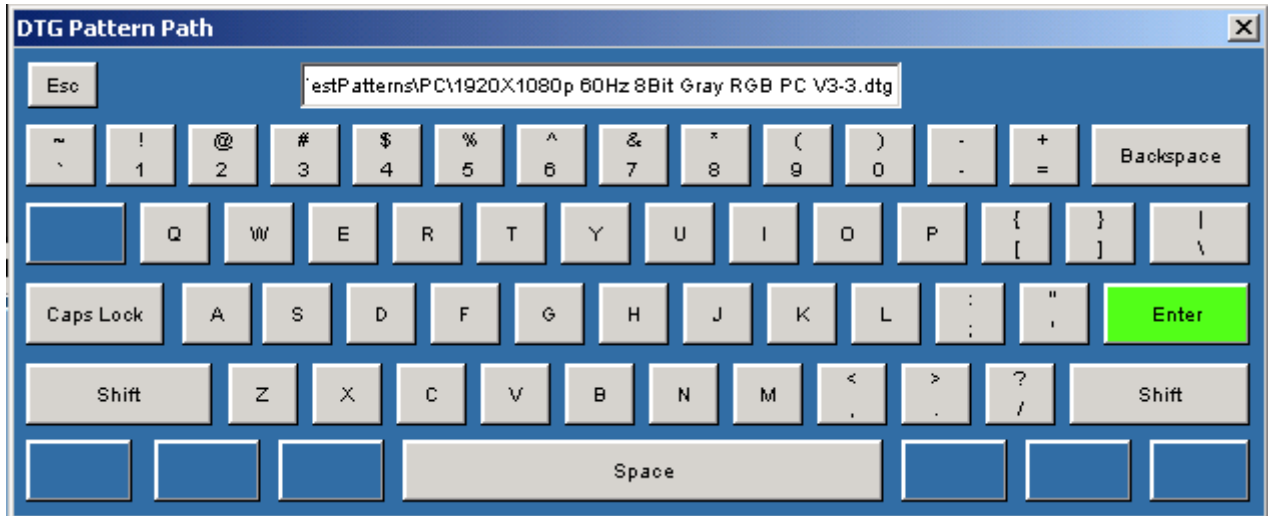 DTG Pattern Path
Esc
estPatterns\PC\1920X1080p 60Hz 8Bit Gray RGB PC V3-3.dtg
~ ! @ # $ % ^ & * ( ) - +
` 1 2 3 4 5 6 7 8 9 0 - = Backspace
Q W E R T Y U I O P { [ } ] | \
Caps Lock A S D F G H J K L : ; " ' Enter
Shift Z X C V B N M < , > . ? / Shift
Space